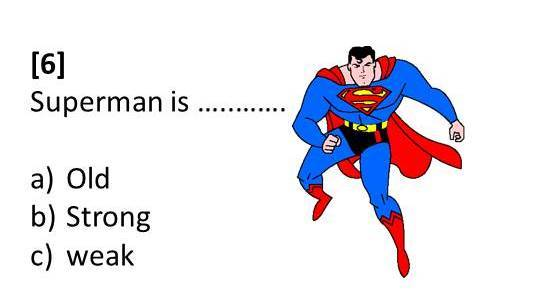 [6]
Superman is ............
a) Old
b) Strong
c) weak